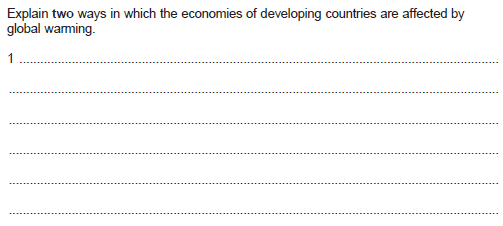 Explain two ways in which the economies of developing countries are affected by
global warming.
1